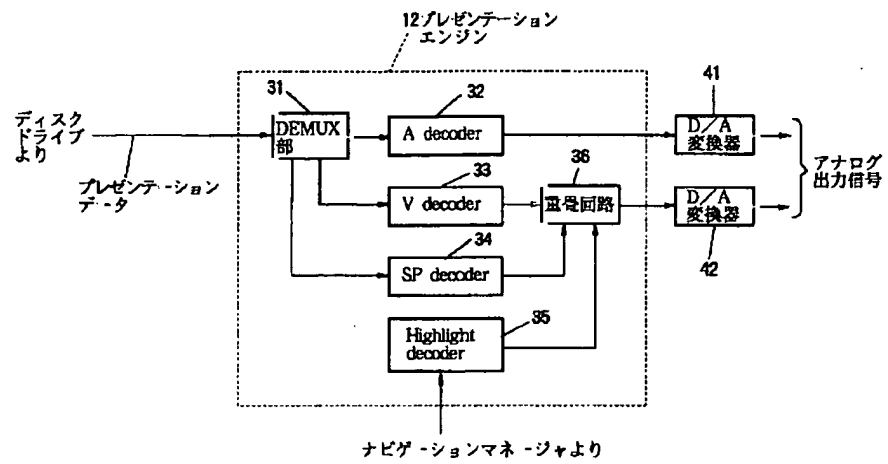 12プレゼンテーション
エンジン
31
32
41
ディスク
ドライブ
より
DEMUX
部
A decoder
D/A
変換器
33
36
アナログ
出力信号
プレゼンテーション
データ
V decoder
重畳回路
D/A
変換器
34
42
S.P decoder
35
Highlight
decoder
ナビゲーションマネージャより